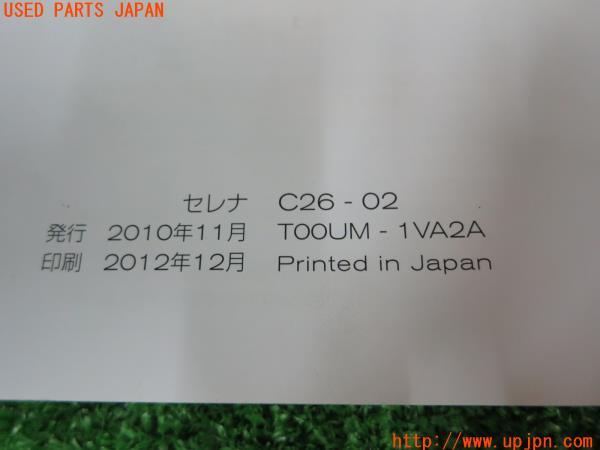 USED PARTS JAPAN
セレナ C26 - 02
発行 2010年11月 T00UM - 1VA2A
印刷 2012年12月 Printed in Japan
http://www.upjpn.com/